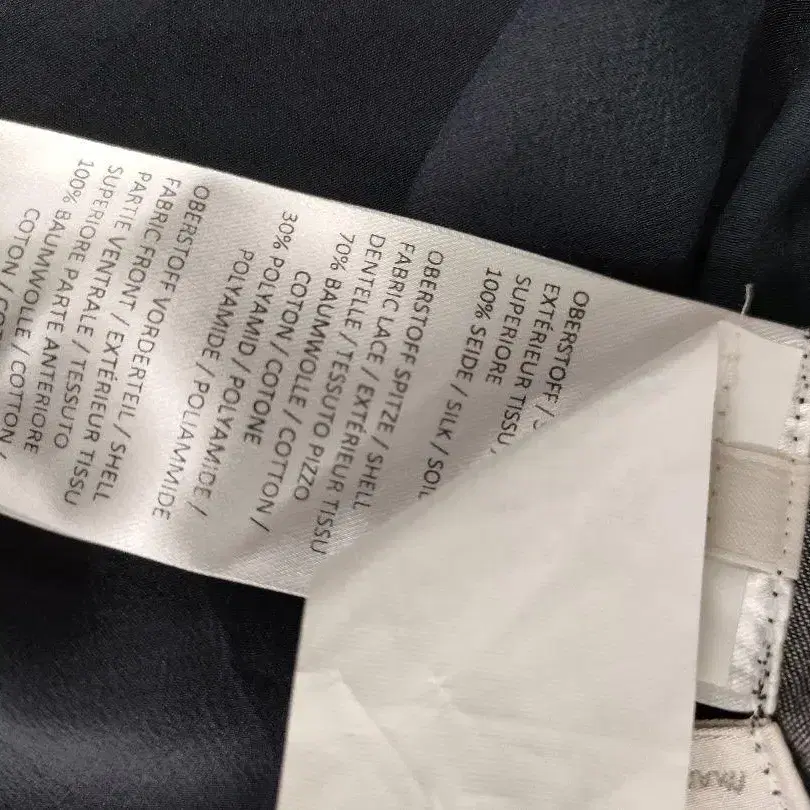 OBERSTOFF /
EXTÉRIEUR TISSU
SUPERIORE
100% SEIDE / SILK /
OBERSTOFF SPITZE / SHELL
FABRIC LACE / EXTÉRIEUR TISSU
DENTELLE / TESSUTO PIZZO
70% BAUMWOLLE / COTTON /
COTON / COTONE
30% POLYAMID / POLYAMIDE /
POLYAMIDE / POLIAMMIDE
OBERSTOFF VORDERTEIL / SHELL
FABRIC FRONT / EXTÉRIEUR TISSU
PARTIE VENTRALE / TESSUTO
SUPERIORE PARTE ANTERIORE
100% BAUMWOLLE / COTTON /
COTON /